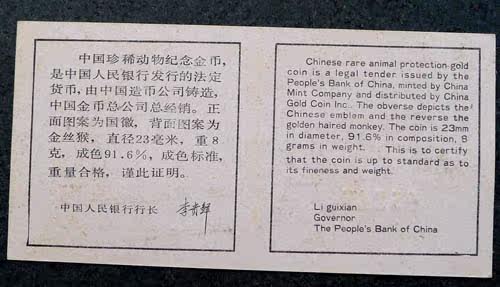 中国珍稀动物纪念金币,
是中国人民银行发行的法定
货币,由中国造币公司铸造,
中国金币总公司总经销。正
面图案为国徽,背面图案为
金丝猴,直径23毫米,重8
克,成色91.6%,成色标准,
重量合格,谨此证明。
中国人民银行行长 李贵鲜
Chinese rare animal protection gold
coin is a legal tender issued by the
People's Bank of China, minted by China
Mint Company and distributed by China
Gold Coin Inc. The obverse depicts the
Chinese emblem and the reverse the
golden haired monkey. The coin is 23mm
in diameter, 91.6% in composition, 8
grams in weight. This is to certify
that the coin is up to standard as to
its fineness and weight.
Li guixian
Governor
The People's Bank of China